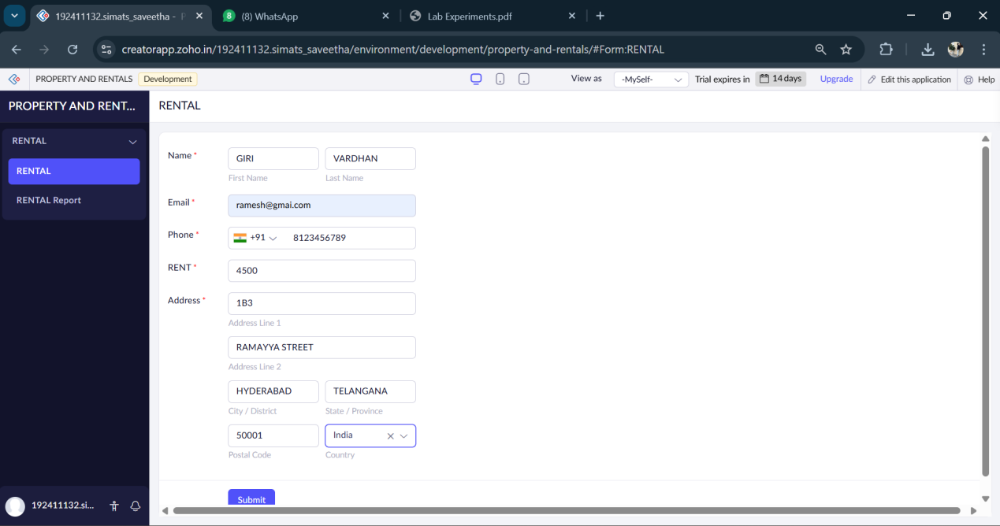 192411132.simats_saveetha - P
8 (8) WhatsApp
Lab Experiments.pdf
creatorapp.zoho.in/192411132.simats_saveetha/environment/development/property-and-rentals/#Form:RENTAL
PROPERTY AND RENTALS Development View as -MySelf- Trial expires in 14 days Upgrade Edit this application Help
PROPERTY AND RENT...
RENTAL
RENTAL
RENTAL
RENTAL Report
Name * GIRI VARDHAN
First Name Last Name
Email * ramesh@gmai.com
Phone * +91 8123456789
RENT * 4500
Address * 1B3
Address Line 1
RAMAYYA STREET
Address Line 2
HYDERABAD TELANGANA
City / District State / Province
50001 India
Postal Code Country
Submit
192411132.si...